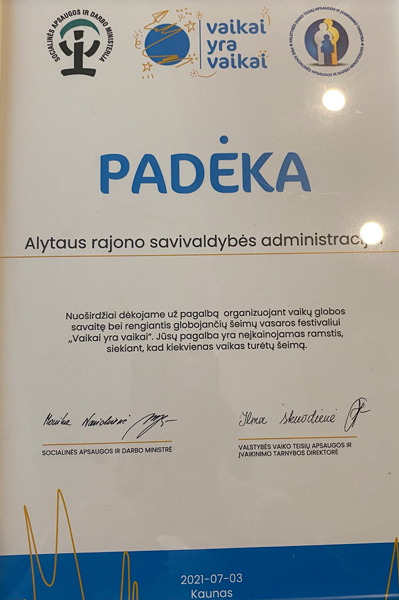 SOCIALINĖS APSAUGOS IR DARBO MINISTERIJA
vaikai
yra
vaikai
PADĖKA
Alytaus rajono savivaldybės administracijai
Nuoširdžiai dėkojame už pagalbą organizuojant vaikų globos
savaitę bei rengiantis globojančių šeimų vasaros festivaliui
„Vaikai yra vaikai“. Jūsų pagalba yra neįkainojamas ramstis,
siekiant, kad kiekvienas vaikas turėtų šeimą.
Monika Navickienė
Ilma Skuodienė
SOCIALINĖS APSAUGOS IR DARBO MINISTRĖ
VALSTYBĖS VAIKO TEISIŲ APSAUGOS IR
ĮVAIKINIMO TARNYBOS DIREKTORĖ
2021-07-03
Kaunas